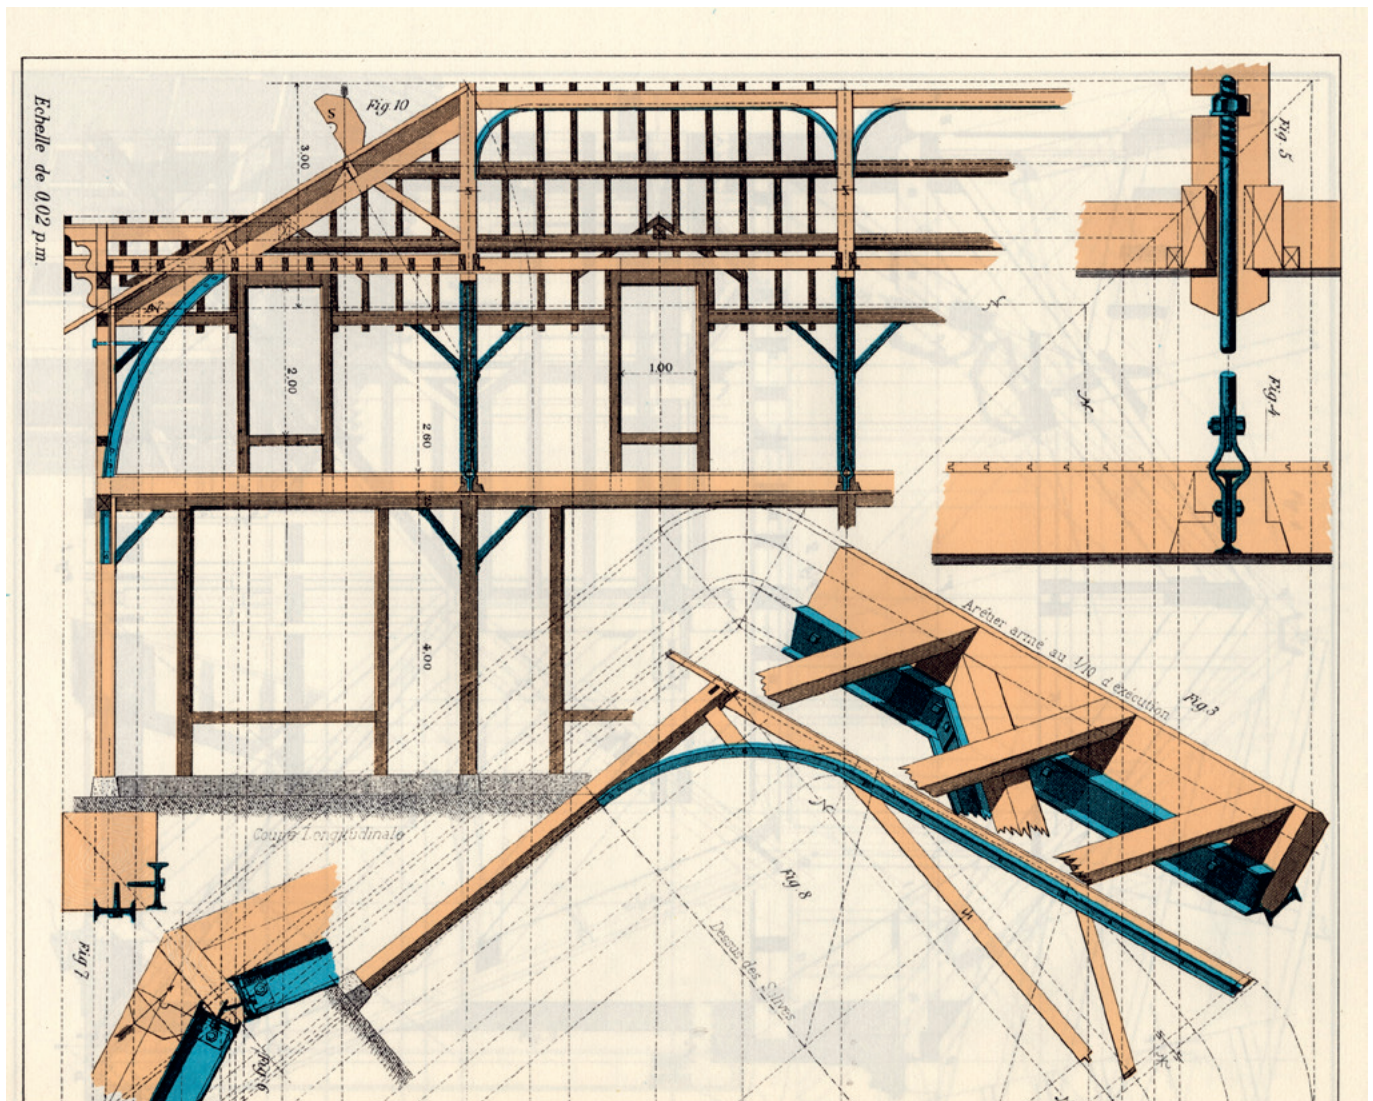 Echelle de 0,02 p.m.
Fig. 10
S
3.00
Fig. 5
2,00
1.00
2.60
Fig. 4
4.00
Arêtier armé au 1/10 d'exécution
Fig. 3
Coupe Longitudinale
Fig. 8
Dessus des Solives
Fig. 7
Fig. 6